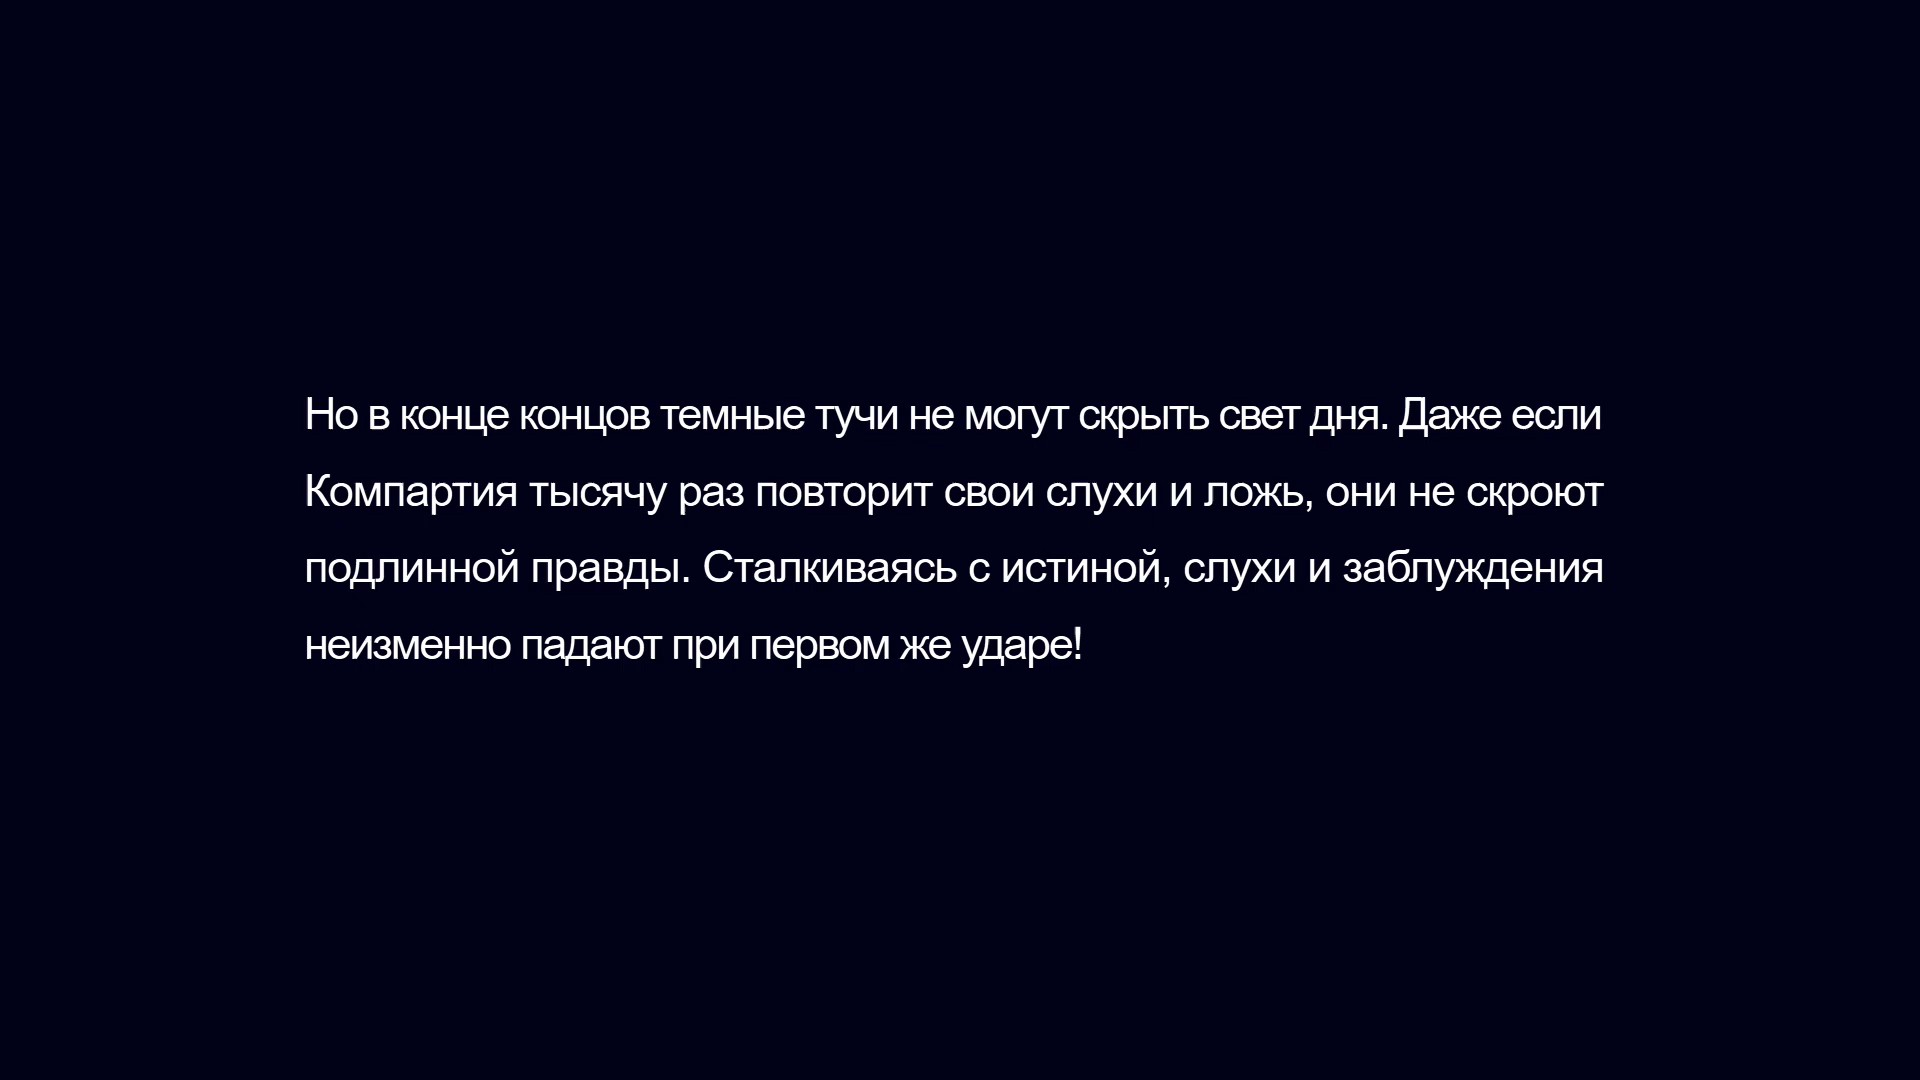 Но в конце концов темные тучи не могут скрыть свет дня. Даже если
Компартия тысячу раз повторит свои слухи и ложь, они не скроют
подлинной правды. Сталкиваясь с истиной, слухи и заблуждения
неизменно падают при первом же ударе!